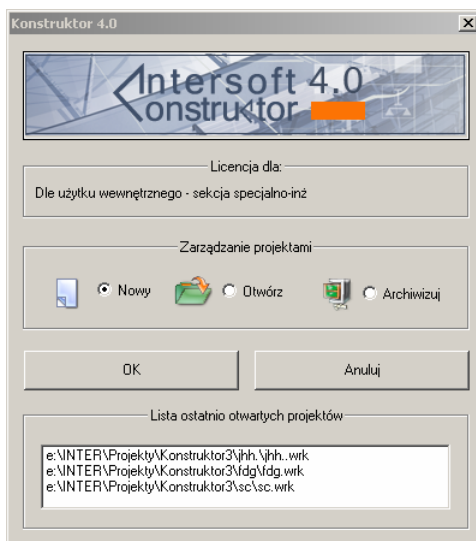 Konstruktor 4.0
Intersoft 4.0
Konstruktor
Licencja dla:
Dle użytku wewnętrznego - sekcja specjalno-inż
Zarządzanie projektami
Nowy
Otwórz
Archiwizuj
OK
Anuluj
Lista ostatnio otwartych projektów
e:\INTER\Projekty\Konstruktor3\jhh.\jhh..wrk
e:\INTER\Projekty\Konstruktor3\fdg\fdg.wrk
e:\INTER\Projekty\Konstruktor3\sc\sc.wrk